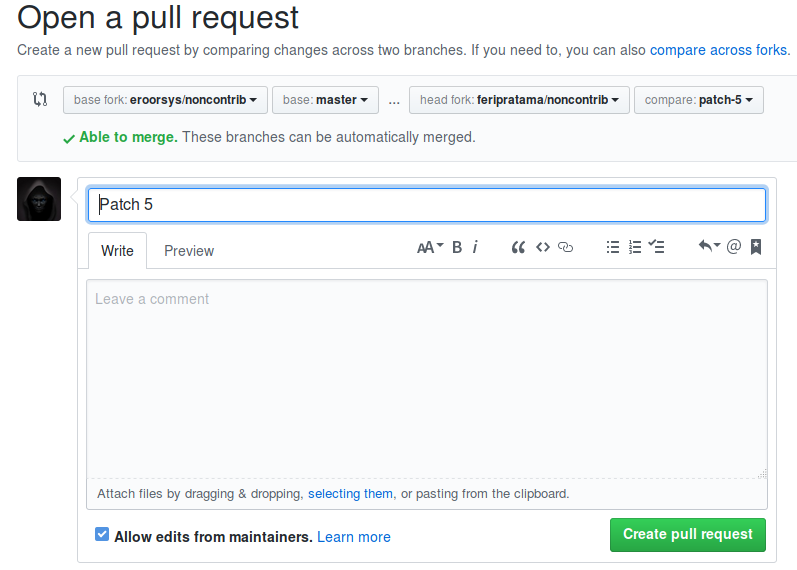 Open a pull request
Create a new pull request by comparing changes across two branches. If you need to, you can also compare across forks.
base fork: eroorsys/noncontrib base: master ... head fork: feripratama/noncontrib compare: patch-5
Able to merge. These branches can be automatically merged.
Patch 5
Write Preview AA B i
Leave a comment
Attach files by dragging & dropping, selecting them, or pasting from the clipboard.
Allow edits from maintainers. Learn more Create pull request